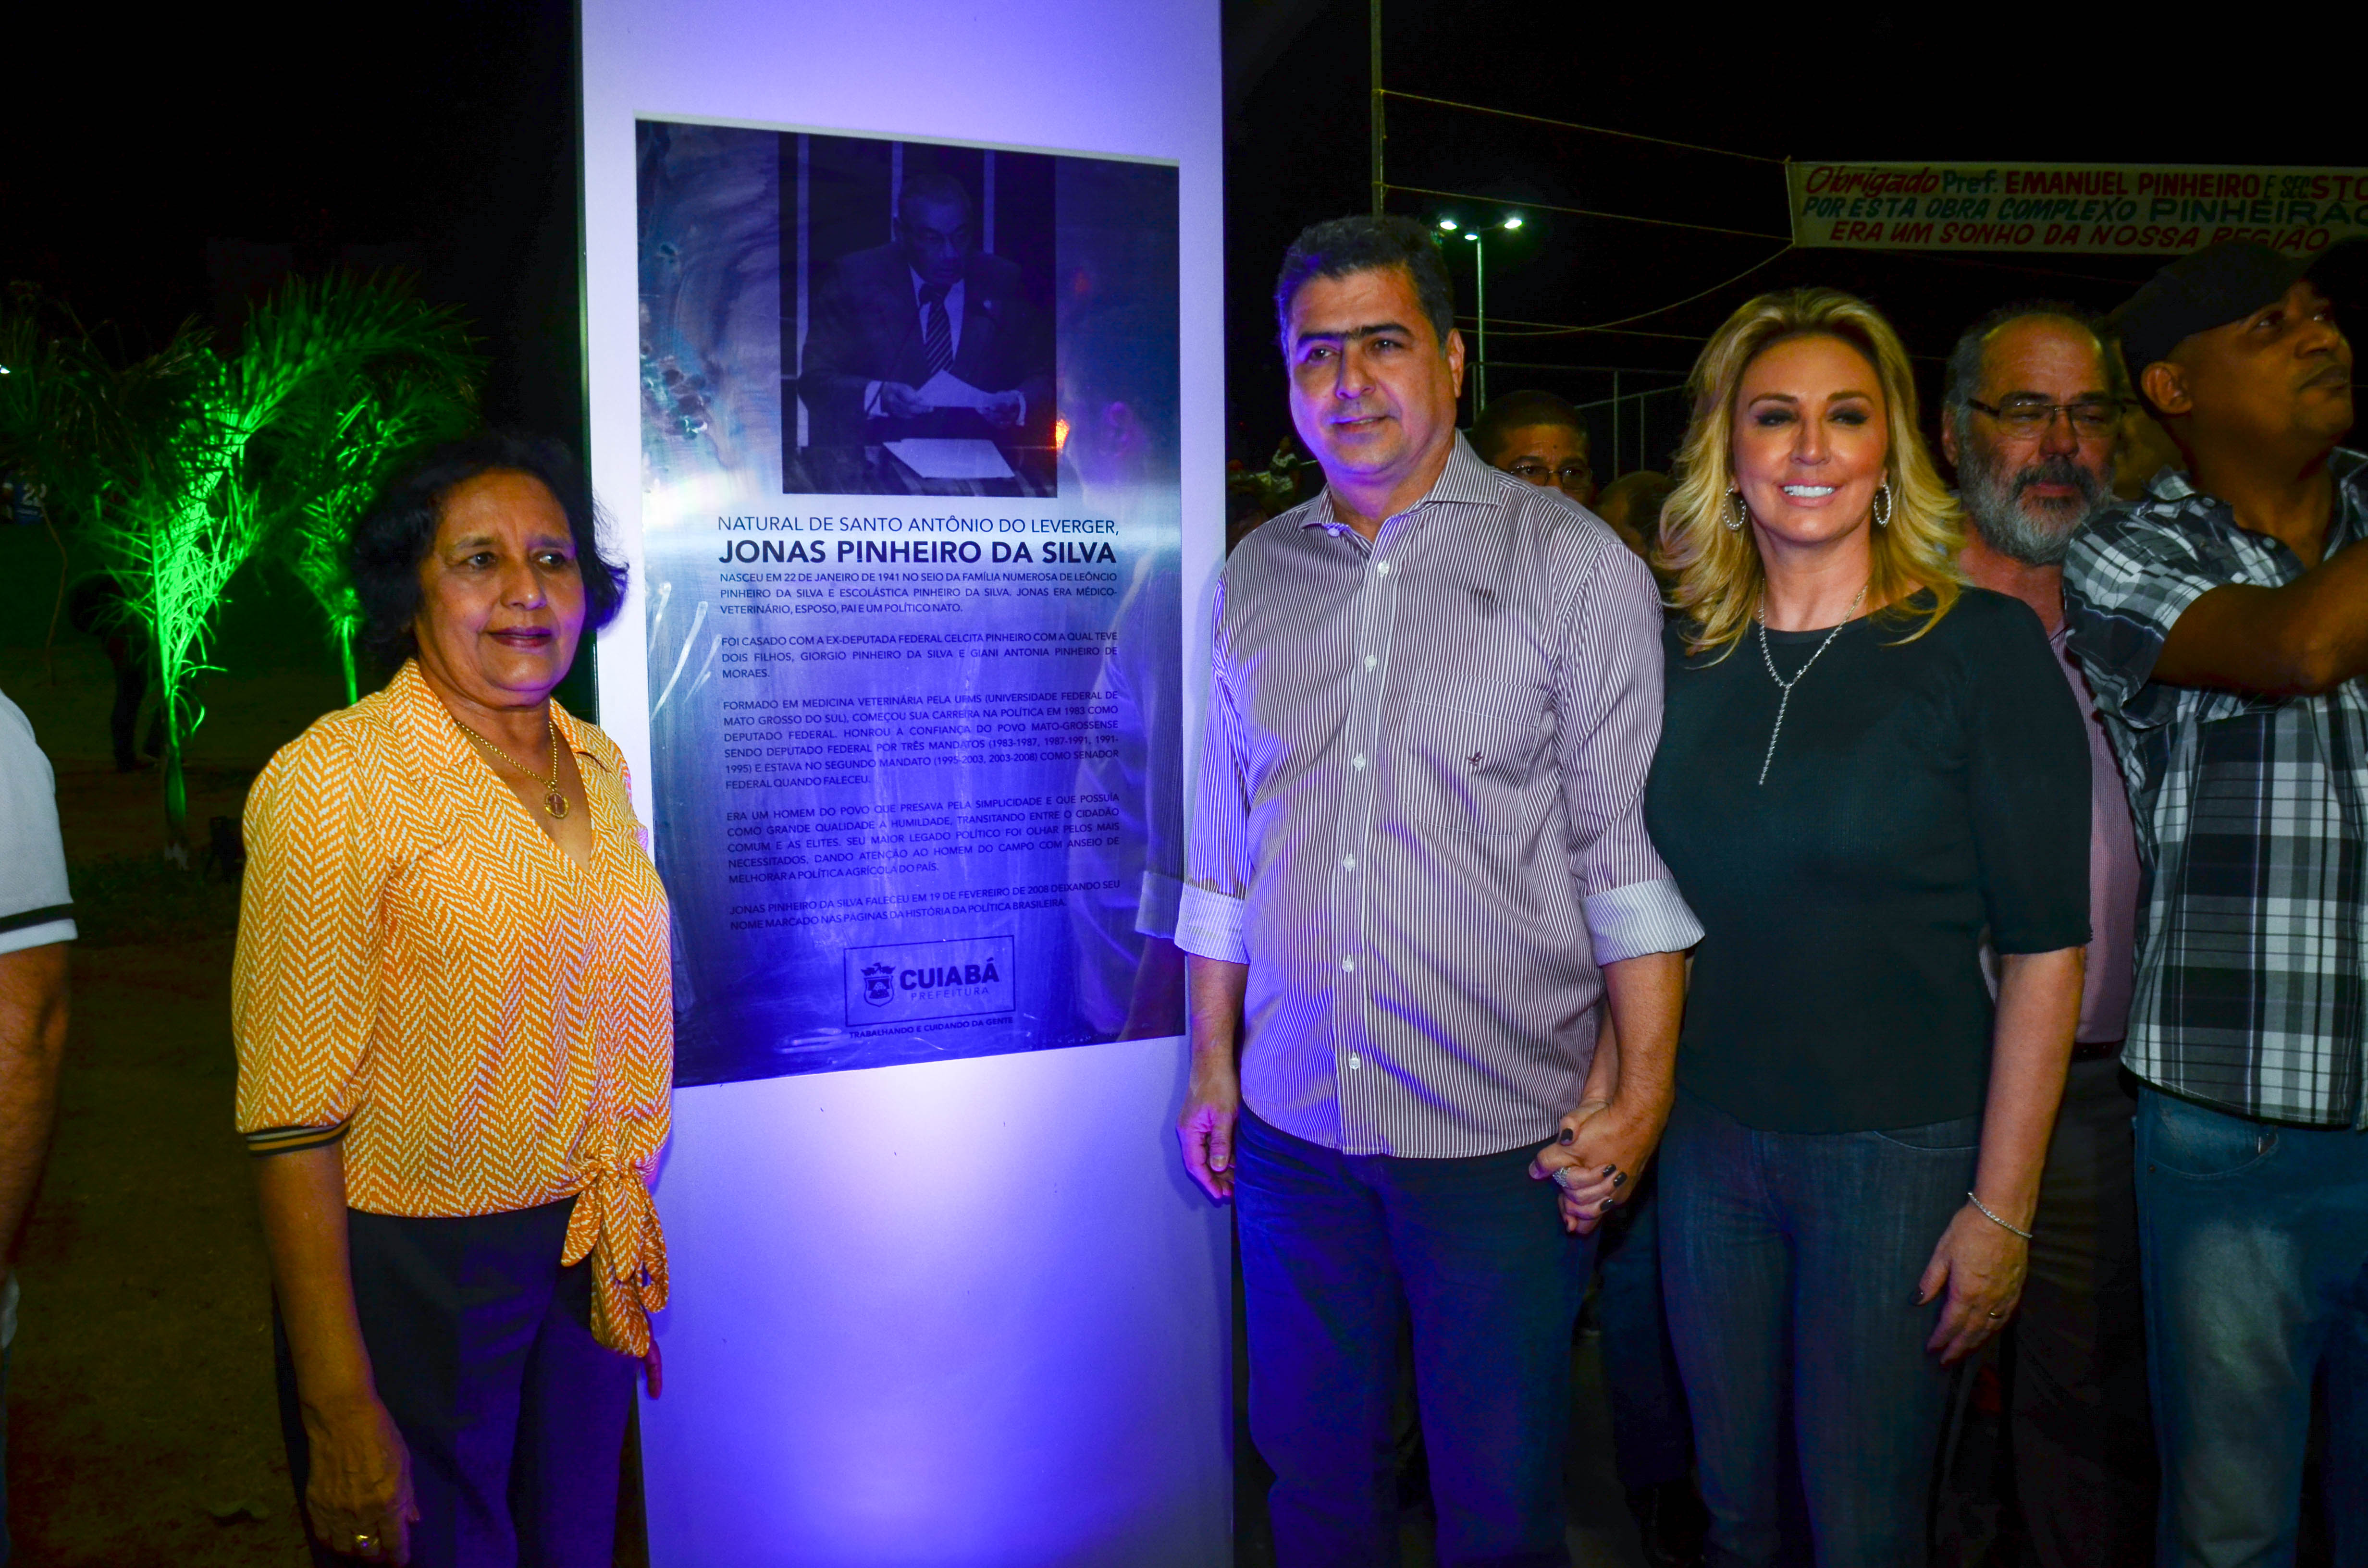 NATURAL DE SANTO ANTÔNIO DO LEVERGER,
JONAS PINHEIRO DA SILVA
NASCEU EM 22 DE JANEIRO DE 1941 NO SEIO DA FAMÍLIA NUMEROSA DE LEÔNCIO
PINHEIRO DA SILVA E ESCOLÁSTICA PINHEIRO DA SILVA. JONAS ERA MÉDICO-
VETERINÁRIO, ESPOSO, PAI E UM POLÍTICO NATO.
FOI CASADO COM A EX-DEPUTADA FEDERAL CELCITA PINHEIRO COM A QUAL TEVE
DOIS FILHOS, GIORGIO PINHEIRO DA SILVA E GIANI ANTONIA PINHEIRO DE
MORAES.
FORMADO EM MEDICINA VETERINÁRIA PELA UFMS (UNIVERSIDADE FEDERAL DE
MATO GROSSO DO SUL), COMEÇOU SUA CARREIRA NA POLÍTICA EM 1983 COMO
DEPUTADO FEDERAL. HONROU A CONFIANÇA DO POVO MATO-GROSSENSE
SENDO DEPUTADO FEDERAL POR TRÊS MANDATOS (1983-1987, 1987-1991, 1991-
1995) E ESTAVA NO SEGUNDO MANDATO (1995-2003, 2003-2008) COMO SENADOR
FEDERAL QUANDO FALECEU.
ERA UM HOMEM DO POVO QUE PRESAVA PELA SIMPLICIDADE E QUE POSSUÍA
COMO GRANDE QUALIDADE A HUMILDADE, TRANSITANDO ENTRE O CIDADÃO
COMUM E AS ELITES. SEU MAIOR LEGADO POLÍTICO FOI OLHAR PELOS MAIS
NECESSITADOS, DANDO ATENÇÃO AO HOMEM DO CAMPO COM ANSEIO DE
MELHORAR A POLÍTICA AGRÍCOLA DO PAÍS.
JONAS PINHEIRO DA SILVA FALECEU EM 19 DE FEVEREIRO DE 2008 DEIXANDO SEU
NOME MARCADO NAS PÁGINAS DA HISTÓRIA DA POLÍTICA BRASILEIRA.
CUIABÁ
PREFEITURA
TRABALHANDO E CUIDANDO DA GENTE
Obrigado Pref. EMANUEL PINHEIRO E SEC STO
POR ESTA OBRA COMPLEXO PINHEIRÃO
ERA UM SONHO DA NOSSA REGIÃO